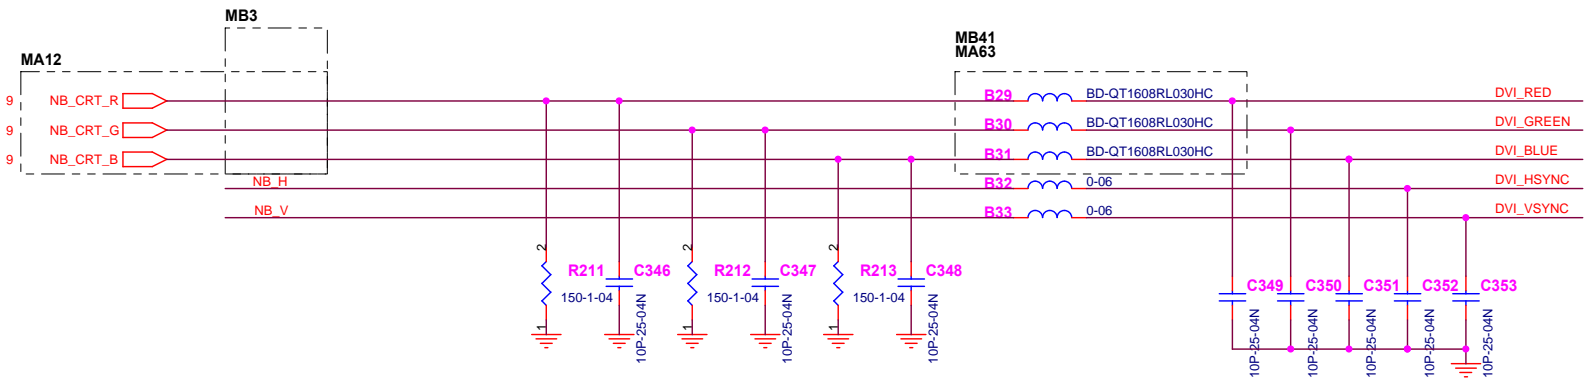 MB3
MB41
MA63
MA12
9 NB_CRT_R B29 BD-QT1608RL030HC DVI_RED
9 NB_CRT_G B30 BD-QT1608RL030HC DVI_GREEN
9 NB_CRT_B B31 BD-QT1608RL030HC DVI_BLUE
NB_H B32 0-06 DVI_HSYNC
NB_V B33 0-06 DVI_VSYNC
2 2 2
R211 C346 R212 C347 R213 C348
150-1-04 150-1-04 150-1-04
10P-25-04N 10P-25-04N 10P-25-04N
1 1 1
C349 C350 C351 C352 C353
10P-25-04N 10P-25-04N 10P-25-04N 10P-25-04N 10P-25-04N